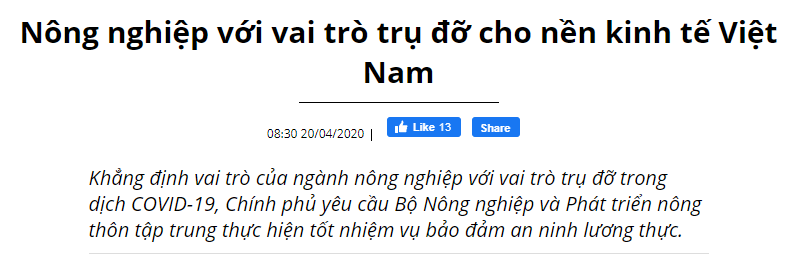 Nông nghiệp với vai trò trụ đỡ cho nền kinh tế Việt
Nam
08:30 20/04/2020 | Like 13 Share
Khẳng định vai trò của ngành nông nghiệp với vai trò trụ đỡ trong
dịch COVID-19, Chính phủ yêu cầu Bộ Nông nghiệp và Phát triển nông
thôn tập trung thực hiện tốt nhiệm vụ bảo đảm an ninh lương thực.